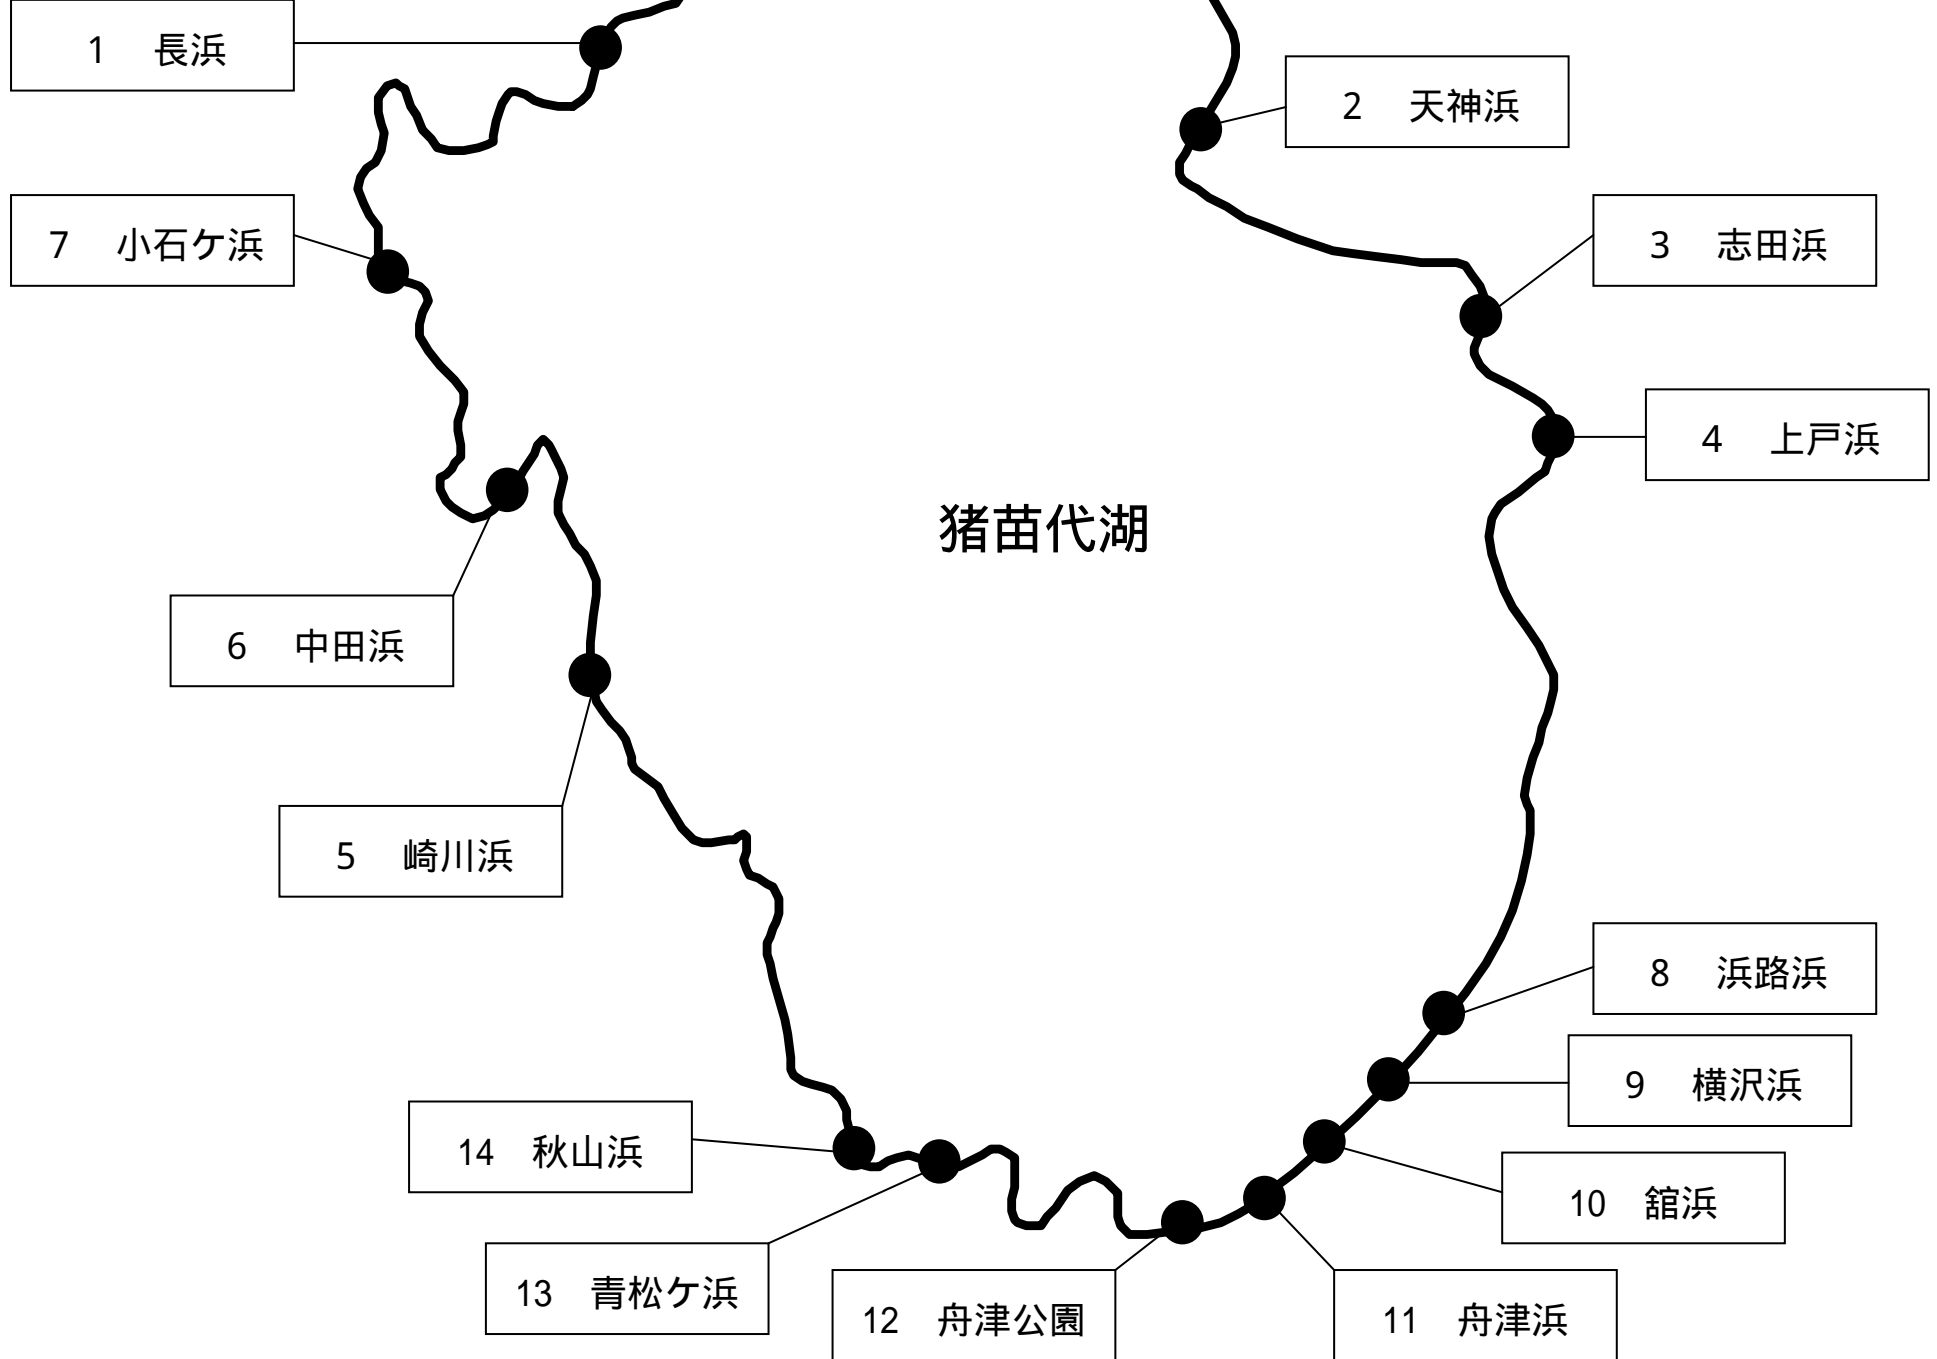 1 長浜
2 天神浜
7 小石ケ浜
3 志田浜
4 上戸浜
猪苗代湖
6 中田浜
5 崎川浜
8 浜路浜
9 横沢浜
14 秋山浜
10 舘浜
13 青松ケ浜
12 舟津公園
11 舟津浜